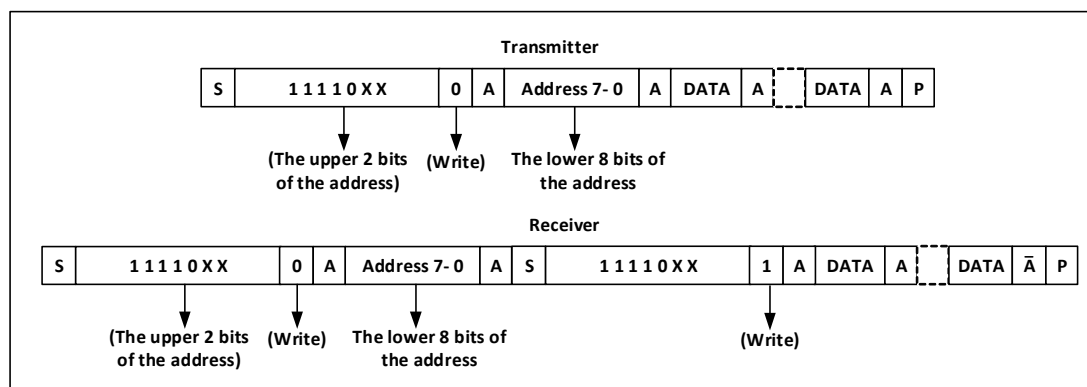 Transmitter
S 1 1 1 1 0 X X 0 A Address 7- 0 A DATA A DATA A P
(The upper 2 bits of the address) (Write) The lower 8 bits of the address
Receiver
S 1 1 1 1 0 X X 0 A Address 7- 0 A S 1 1 1 1 0 X X 1 A DATA A DATA Ā P
(The upper 2 bits of the address) (Write) The lower 8 bits of the address (Write)